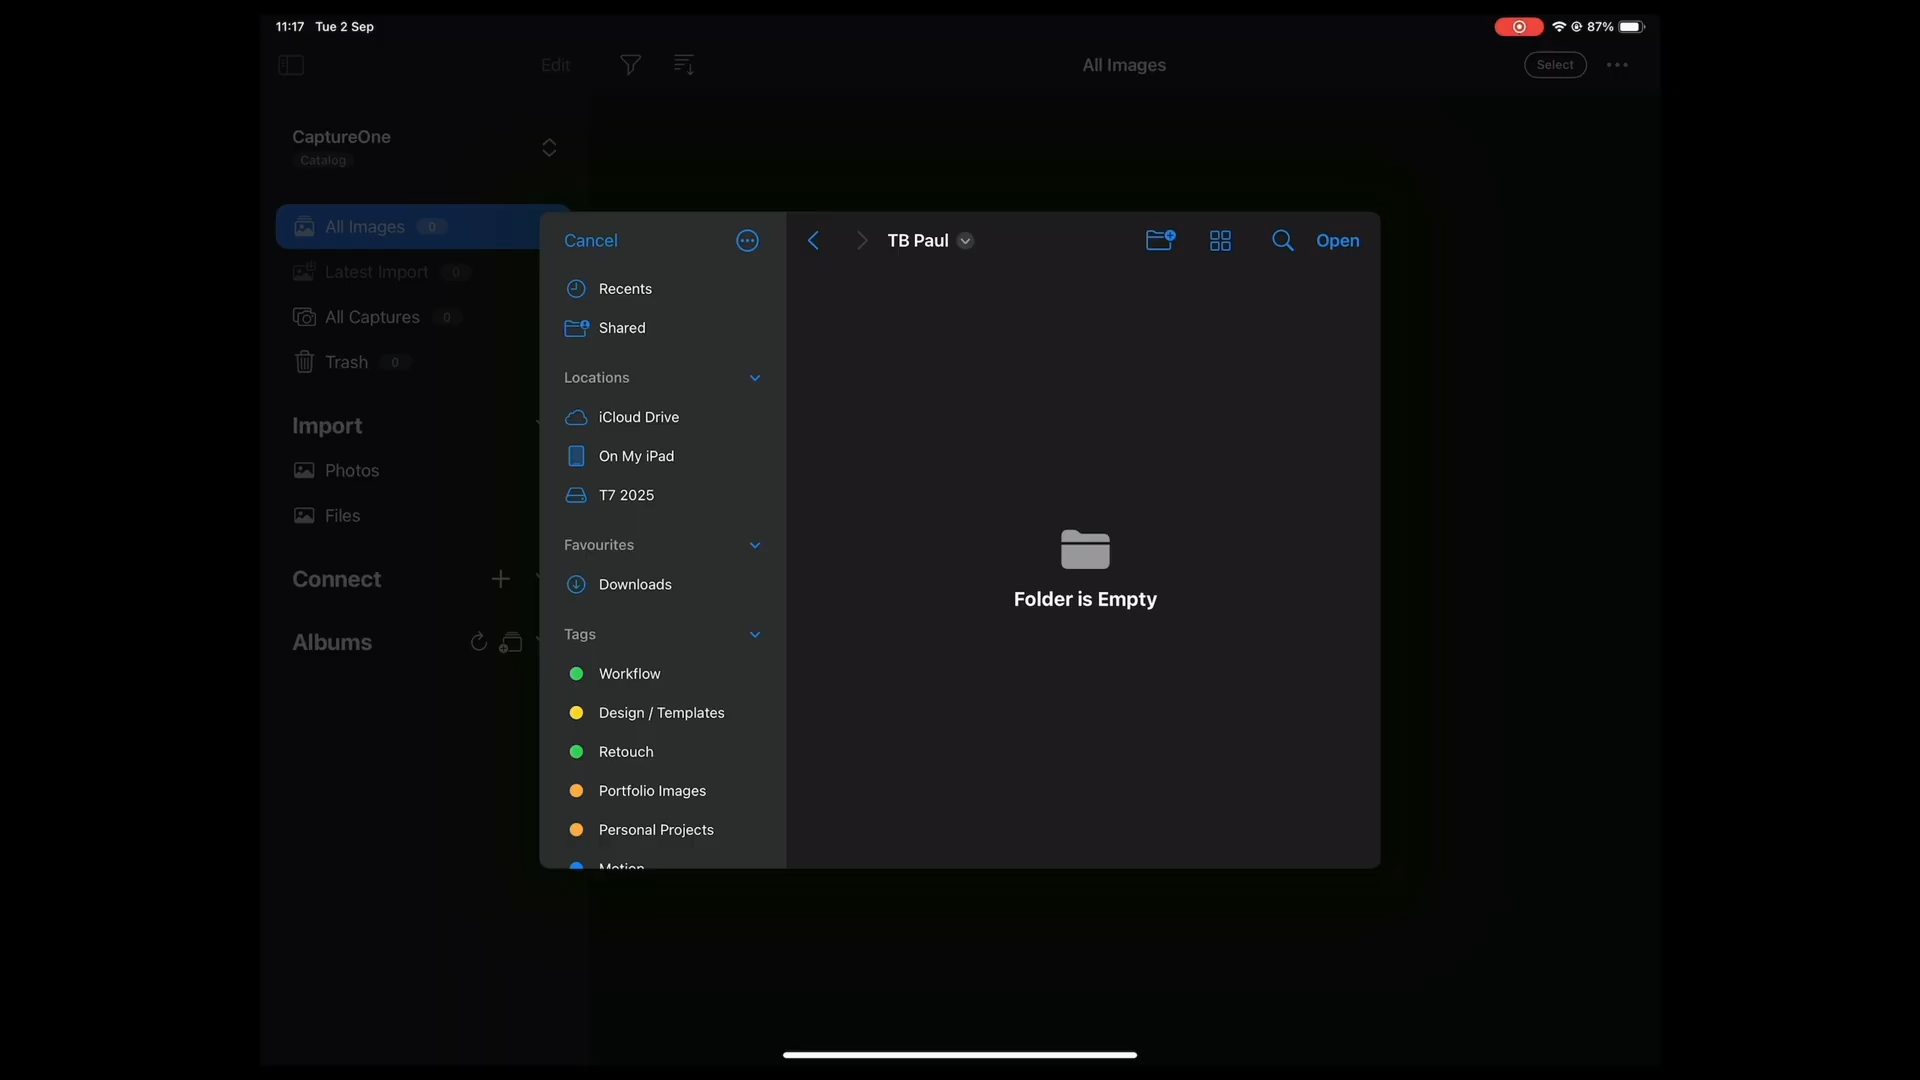 11:17 Tue 2 Sep
87%
Edit
All Images
Select
CaptureOne
Catalog
All Images 0
Latest Import 0
All Captures 0
Trash 0
Import
Photos
Files
Connect
Albums
Cancel
Recents
Shared
Locations
iCloud Drive
On My iPad
T7 2025
Favourites
Downloads
Tags
Workflow
Design / Templates
Retouch
Portfolio Images
Personal Projects
Motion
TB Paul
Open
Folder is Empty